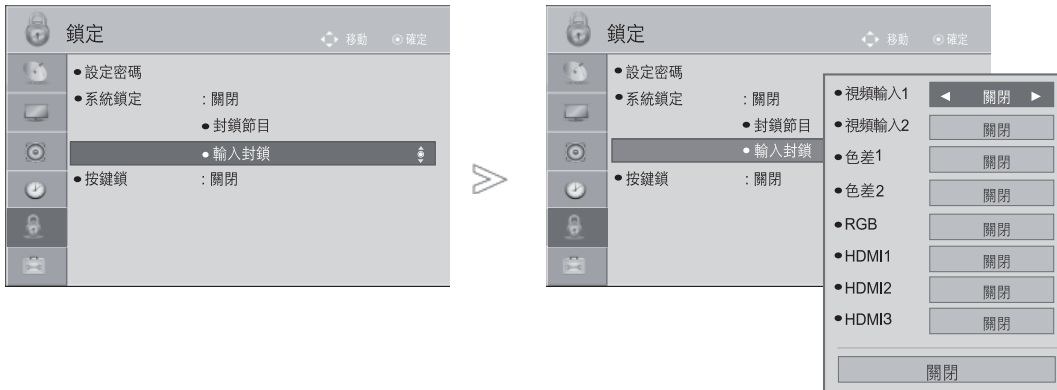 鎖定
移動 ⊙確定
●設定密碼
●系統鎖定 : 關閉
●封鎖節目
●輸入封鎖
●按鍵鎖 : 關閉
鎖定
移動 ⊙確定
●設定密碼
●系統鎖定 : 關閉
●封鎖節目
●輸入封鎖
●按鍵鎖 : 關閉
●視頻輸入1 ◀ 關閉 ▶
●視頻輸入2 關閉
●色差1 關閉
●色差2 關閉
●RGB 關閉
●HDMI1 關閉
●HDMI2 關閉
●HDMI3 關閉
關閉